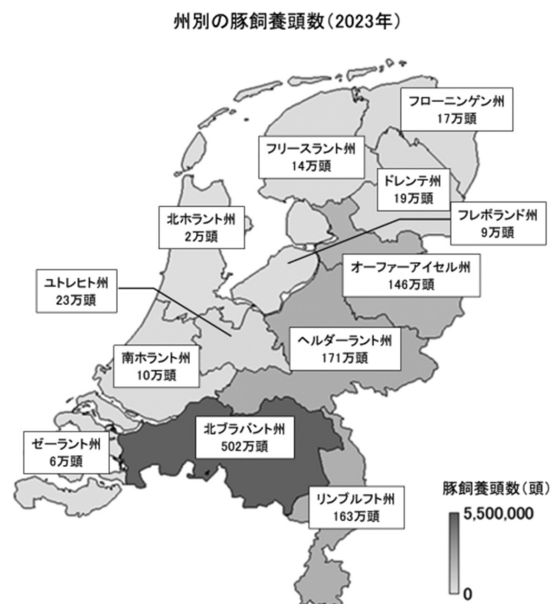 州別の豚飼養頭数（2023年）
フローニンゲン州
17万頭
フリースラント州
14万頭
ドレンテ州
19万頭
北ホラント州
2万頭
フレボランド州
9万頭
ユトレヒト州
23万頭
オーファーアイセル州
146万頭
ヘルダーラント州
171万頭
南ホラント州
10万頭
北ブラバント州
502万頭
ゼーラント州
6万頭
リンブルフト州
163万頭
豚飼養頭数（頭）
5,500,000
0